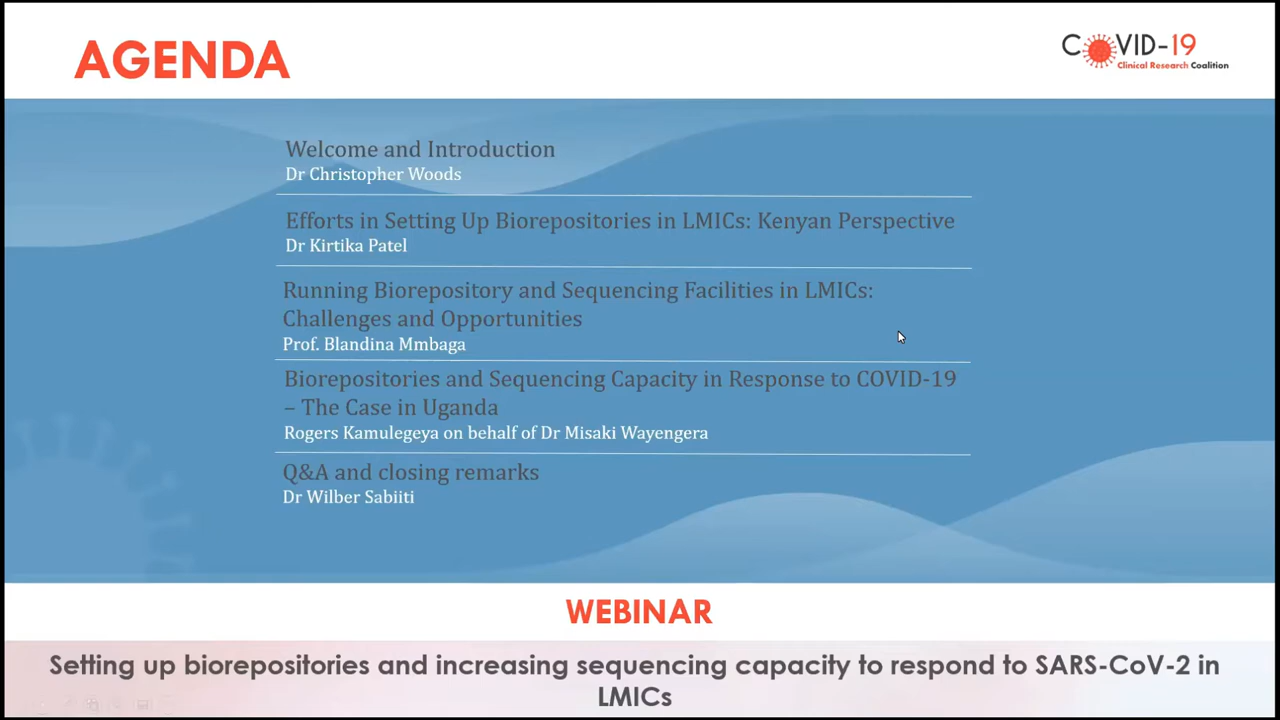 AGENDA
COVID-19
Clinical Research Coalition
Welcome and Introduction
Dr Christopher Woods
Efforts in Setting Up Biorepositories in LMICs: Kenyan Perspective
Dr Kirtika Patel
Running Biorepository and Sequencing Facilities in LMICs:
Challenges and Opportunities
Prof. Blandina Mmbaga
Biorepositories and Sequencing Capacity in Response to COVID-19
– The Case in Uganda
Rogers Kamulegeya on behalf of Dr Misaki Wayengera
Q&A and closing remarks
Dr Wilber Sabiiti
WEBINAR
Setting up biorepositories and increasing sequencing capacity to respond to SARS-CoV-2 in
LMICs